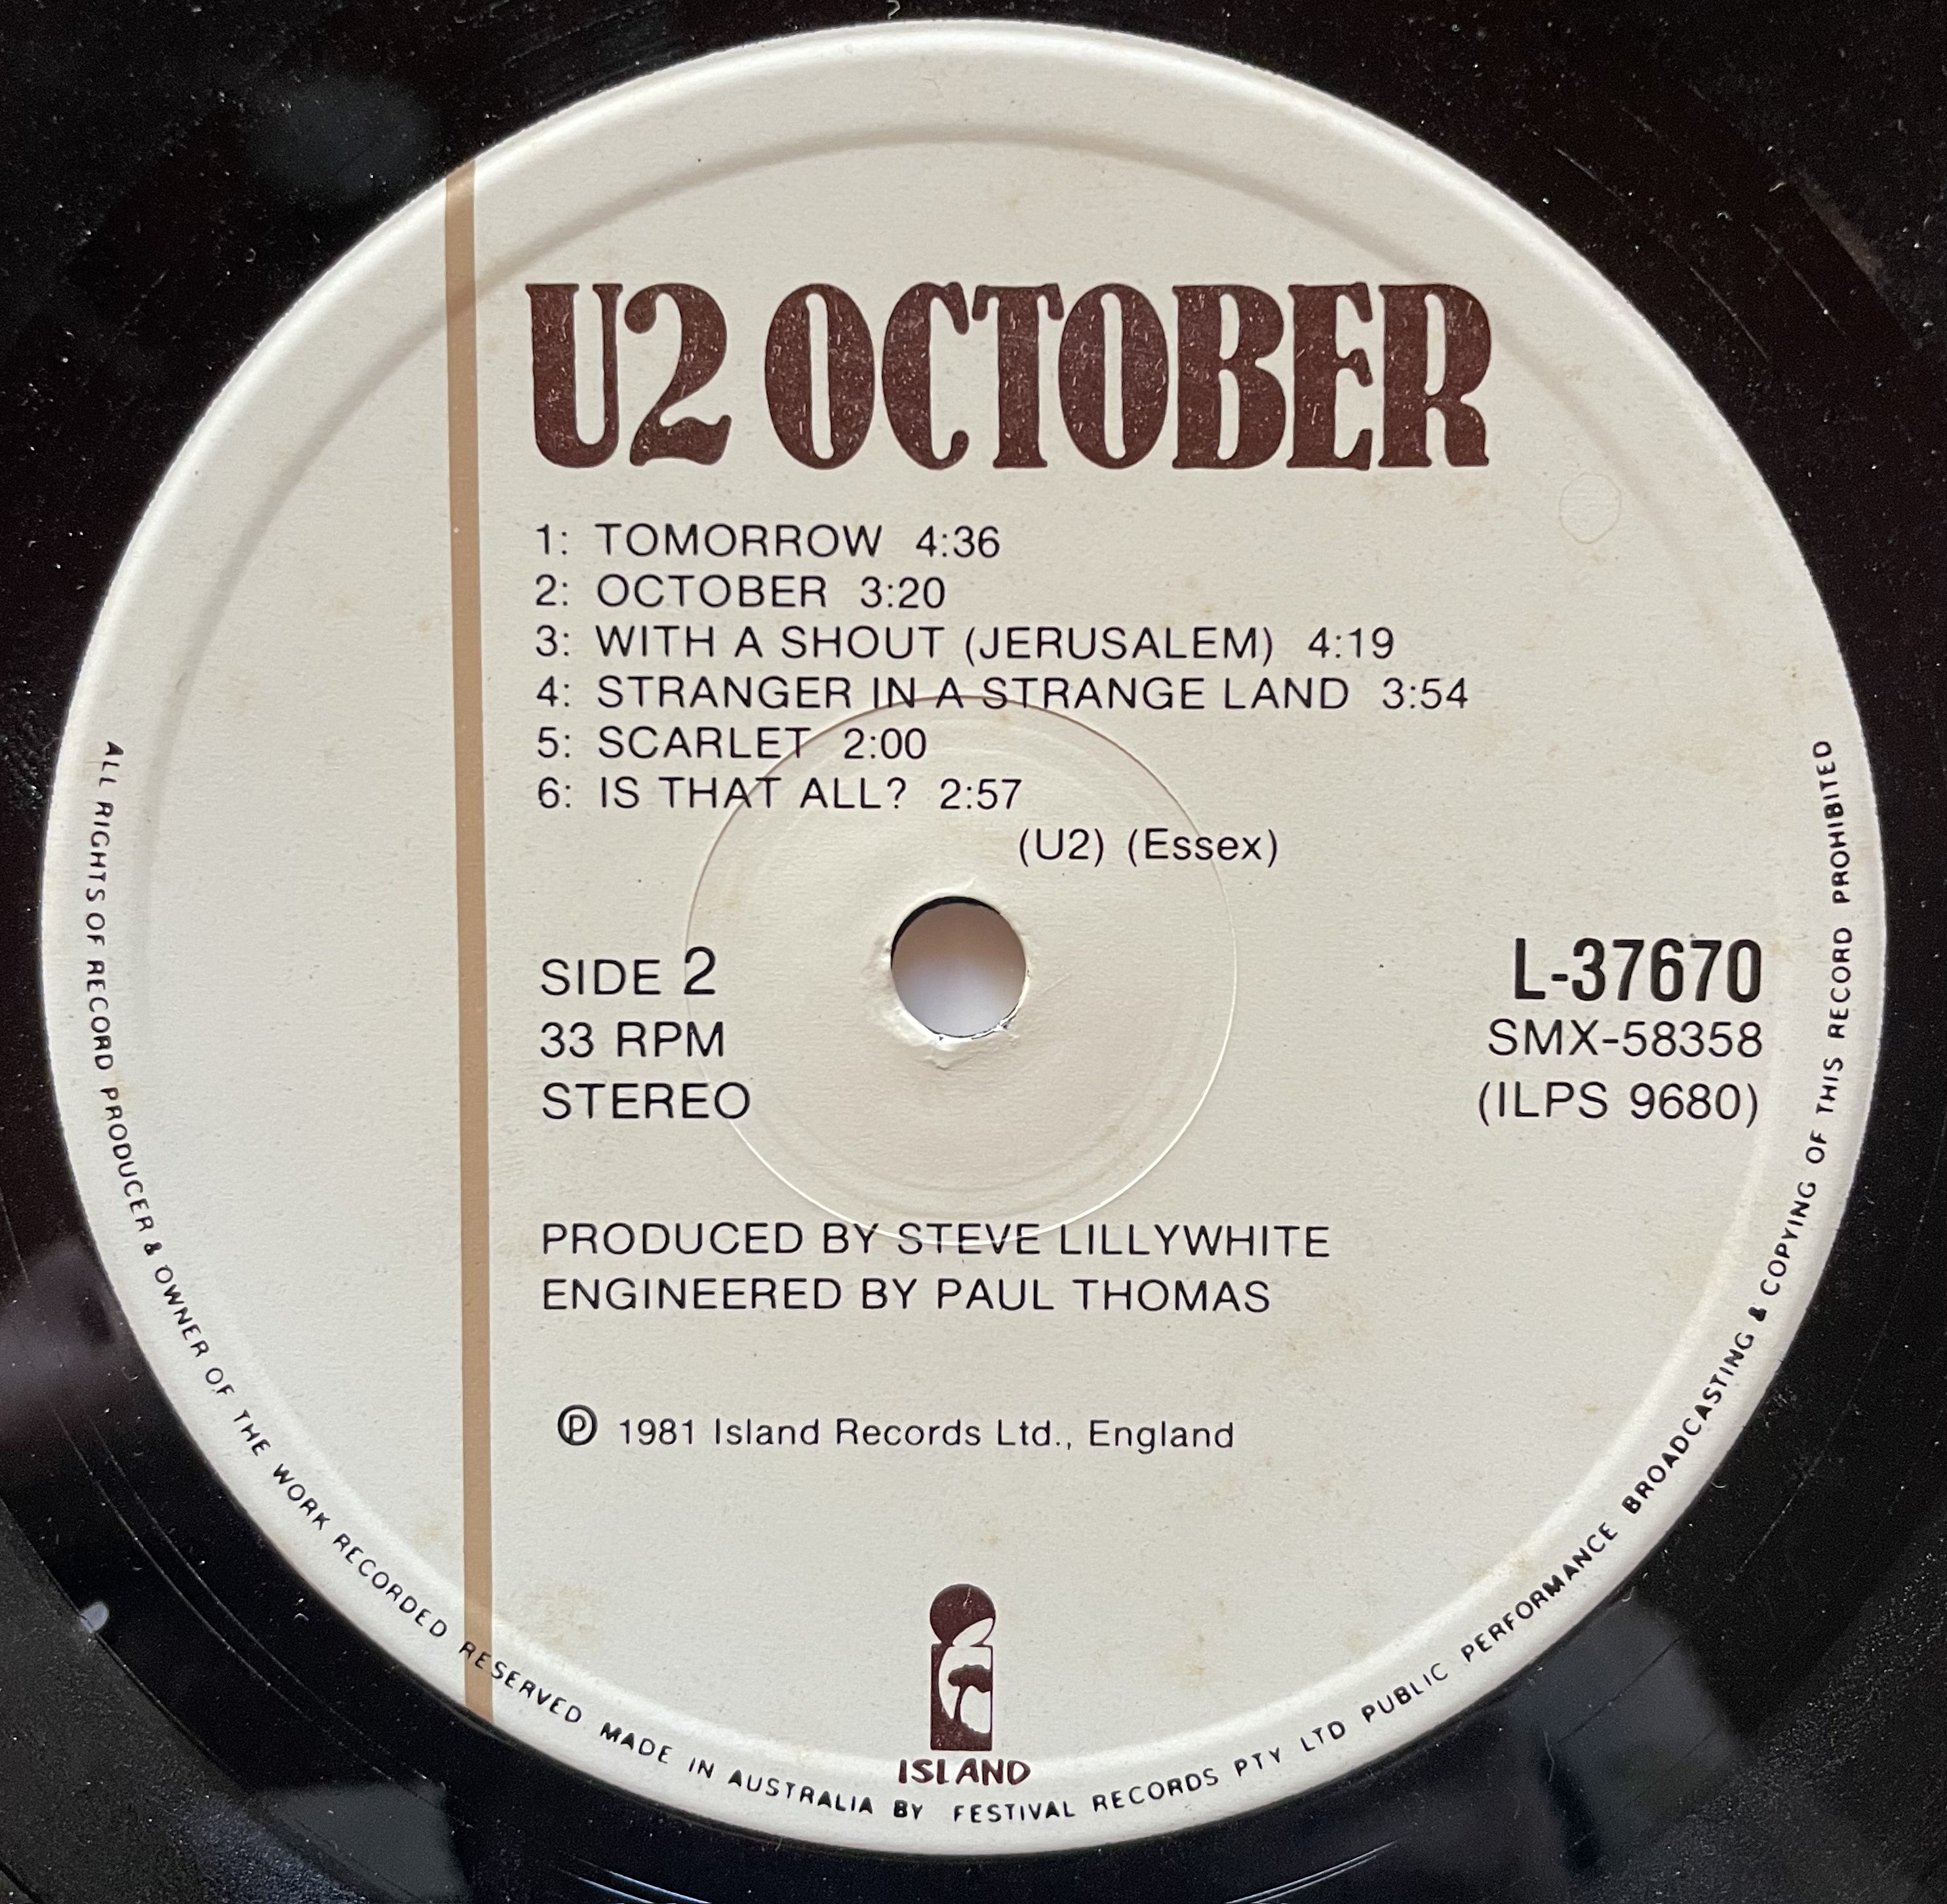 U2 OCTOBER
1: TOMORROW 4:36
2: OCTOBER 3:20
3: WITH A SHOUT (JERUSALEM) 4:19
4: STRANGER IN A STRANGE LAND 3:54
5: SCARLET 2:00
6: IS THAT ALL? 2:57
(U2) (Essex)
SIDE 2
33 RPM
STEREO
L-37670
SMX-58358
(ILPS 9680)
PRODUCED BY STEVE LILLYWHITE
ENGINEERED BY PAUL THOMAS
℗ 1981 Island Records Ltd., England
ISLAND
ALL RIGHTS OF RECORD PRODUCER & OWNER OF THE WORK RECORDED RESERVED MADE IN AUSTRALIA BY FESTIVAL RECORDS PTY LTD PUBLIC PERFORMANCE BROADCASTING & COPYING OF THIS RECORD PROHIBITED